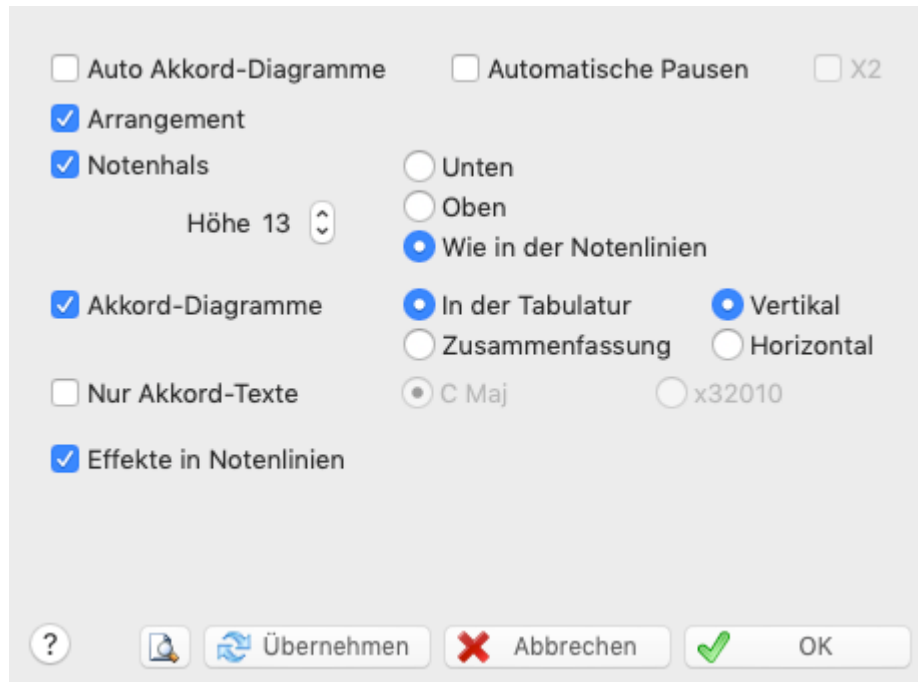 Auto Akkord-Diagramme Automatische Pausen X2
Arrangement
Notenhals Unten
Oben
Höhe 13
Wie in der Notenlinien
Akkord-Diagramme In der Tabulatur Vertikal
Zusammenfassung Horizontal
Nur Akkord-Texte C Maj x32010
Effekte in Notenlinien
? Übernehmen Abbrechen OK